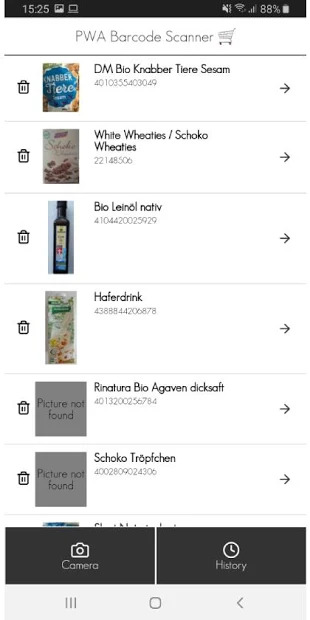 15:25
88%
PWA Barcode Scanner
DM Bio Knabber Tiere Sesam
4010355403049
KNABBER
Tiere
White Wheaties / Schoko
Wheaties
22148506
Schoko
Bio Leinöl nativ
4104420025929
Haferdrink
4388844206878
Rinatura Bio Agaven dicksaft
4013200256784
Picture not
found
Schoko Tröpfchen
4002809024306
Picture not
found
Camera
History